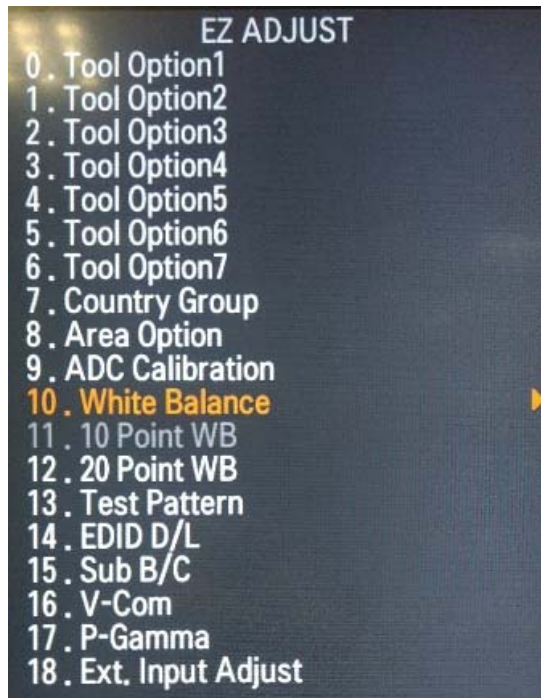 EZ ADJUST
0. Tool Option1
1. Tool Option2
2. Tool Option3
3. Tool Option4
4. Tool Option5
5. Tool Option6
6. Tool Option7
7. Country Group
8. Area Option
9. ADC Calibration
10. White Balance
11. 10 Point WB
12. 20 Point WB
13. Test Pattern
14. EDID D/L
15. Sub B/C
16. V-Com
17. P-Gamma
18. Ext. Input Adjust